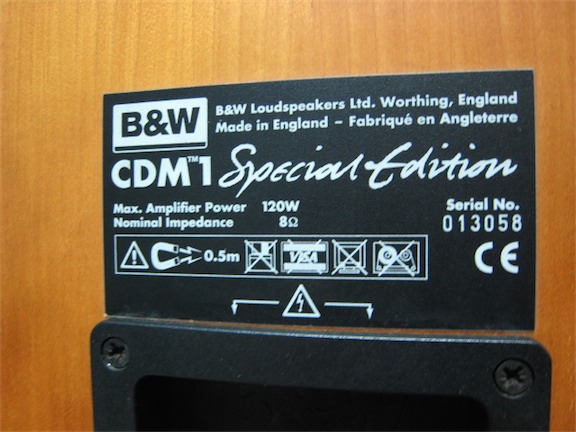 B&W
B&W Loudspeakers Ltd. Worthing, England
Made in England – Fabriqué en Angleterre
CDM™1 Special Edition
Max. Amplifier Power 120W
Nominal Impedance 8Ω
Serial No.
013058
0.5m
VISA
CE